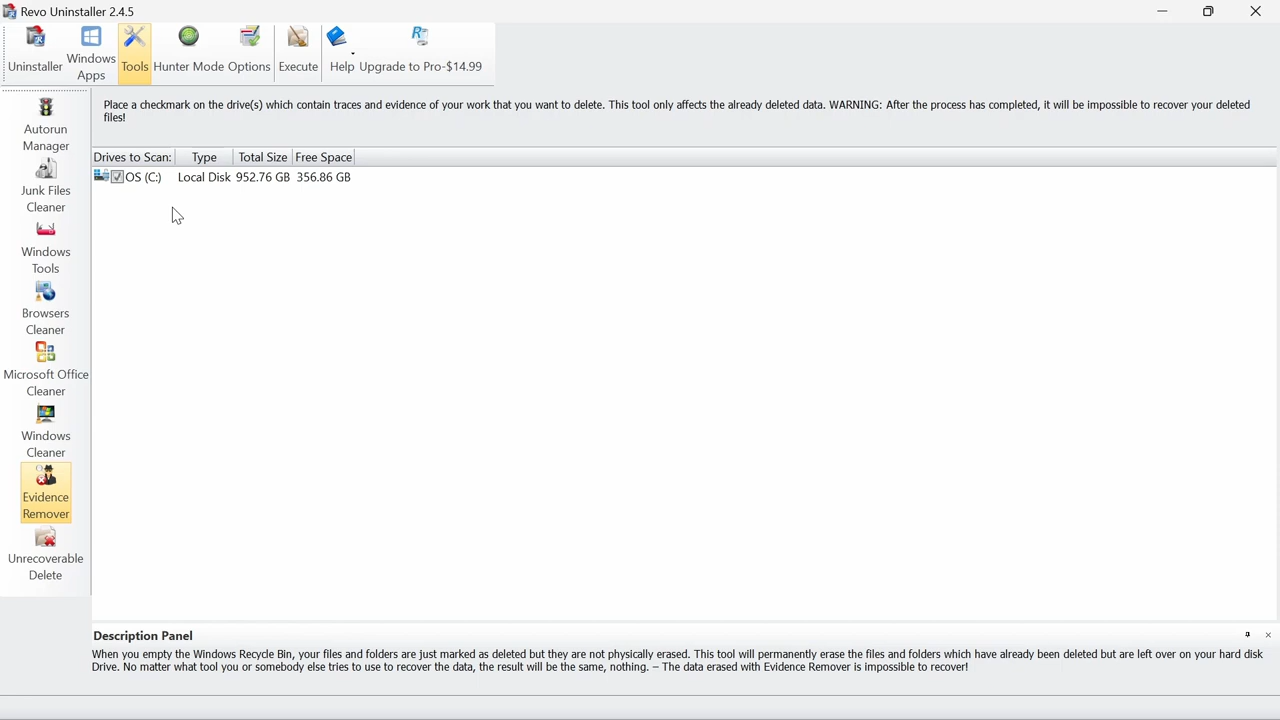 Revo Uninstaller 2.4.5
Uninstaller
Windows
Apps
Tools
Hunter Mode
Options
Execute
Help
Upgrade to Pro-$14.99
Autorun
Manager
Junk Files
Cleaner
Windows
Tools
Browsers
Cleaner
Microsoft Office
Cleaner
Windows
Cleaner
Evidence
Remover
Unrecoverable
Delete
Place a checkmark on the drive(s) which contain traces and evidence of your work that you want to delete. This tool only affects the already deleted data. WARNING: After the process has completed, it will be impossible to recover your deleted
files!
Drives to Scan: Type Total Size Free Space
OS (C:) Local Disk 952.76 GB 356.86 GB
Description Panel
When you empty the Windows Recycle Bin, your files and folders are just marked as deleted but they are not physically erased. This tool will permanently erase the files and folders which have already been deleted but are left over on your hard disk
Drive. No matter what tool you or somebody else tries to use to recover the data, the result will be the same, nothing. – The data erased with Evidence Remover is impossible to recover!